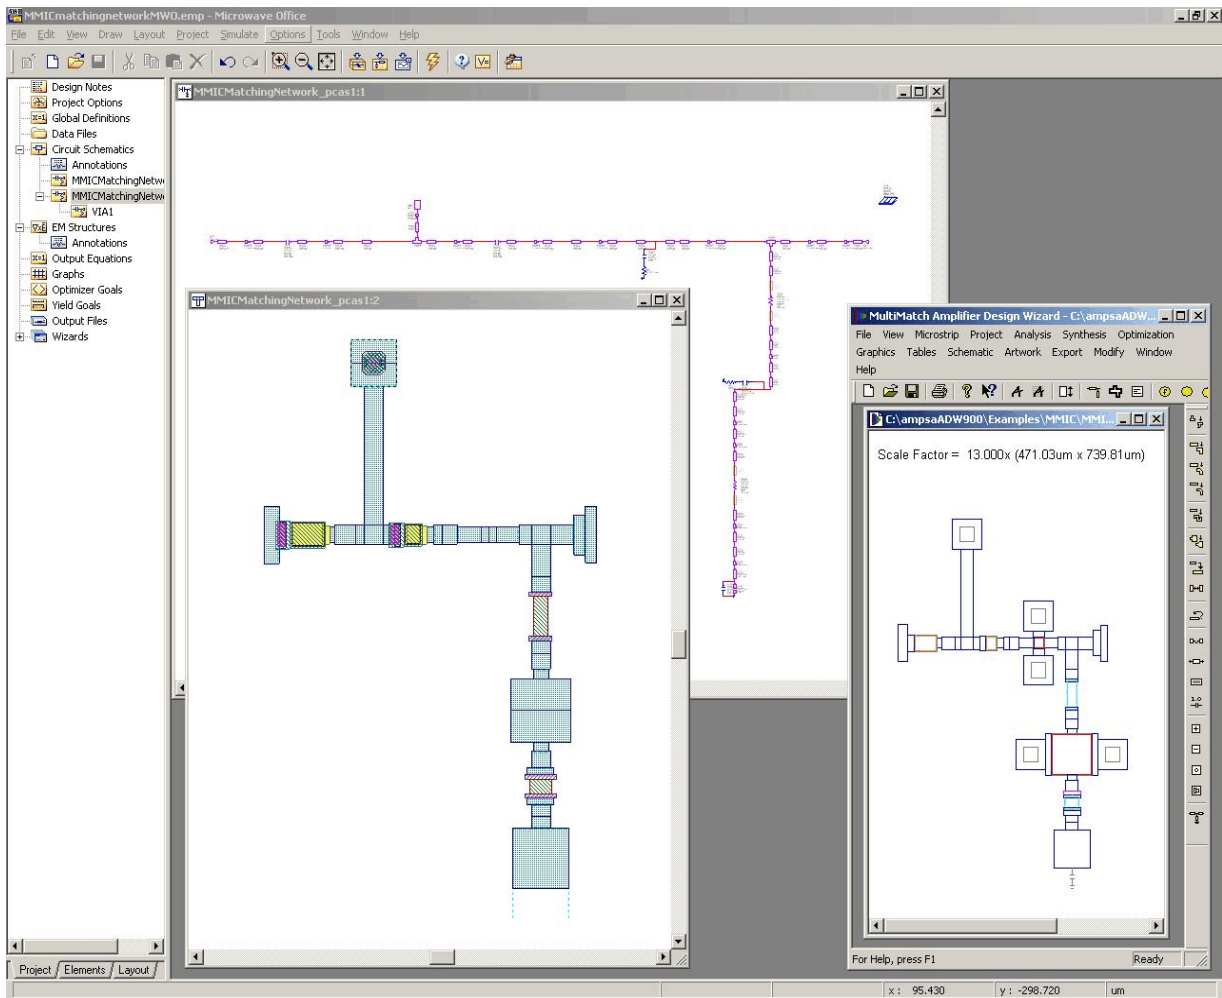 MMICmatchingnetworkMWO.emp - Microwave Office
File Edit View Draw Layout Project Simulate Options Tools Window Help
Design Notes
Project Options
Global Definitions
Data Files
Circuit Schematics
Annotations
MMICMatchingNetw
MMICMatchingNetw
VIA1
EM Structures
Annotations
Output Equations
Graphs
Optimizer Goals
Yield Goals
Output Files
Wizards
Project Elements Layout
MMICMatchingNetwork_pcas1:1
MMICMatchingNetwork_pcas1:2
MultiMatch Amplifier Design Wizard - C:\ampsaADW...
File View Microstrip Project Analysis Synthesis Optimization
Graphics Tables Schematic Artwork Export Modify Window
Help
C:\ampsaADW900\Examples\MMIC\MMI...
Scale Factor = 13.000x (471.03um x 739.81um)
For Help, press F1 Ready
x : 95.430 y : -298.720 um